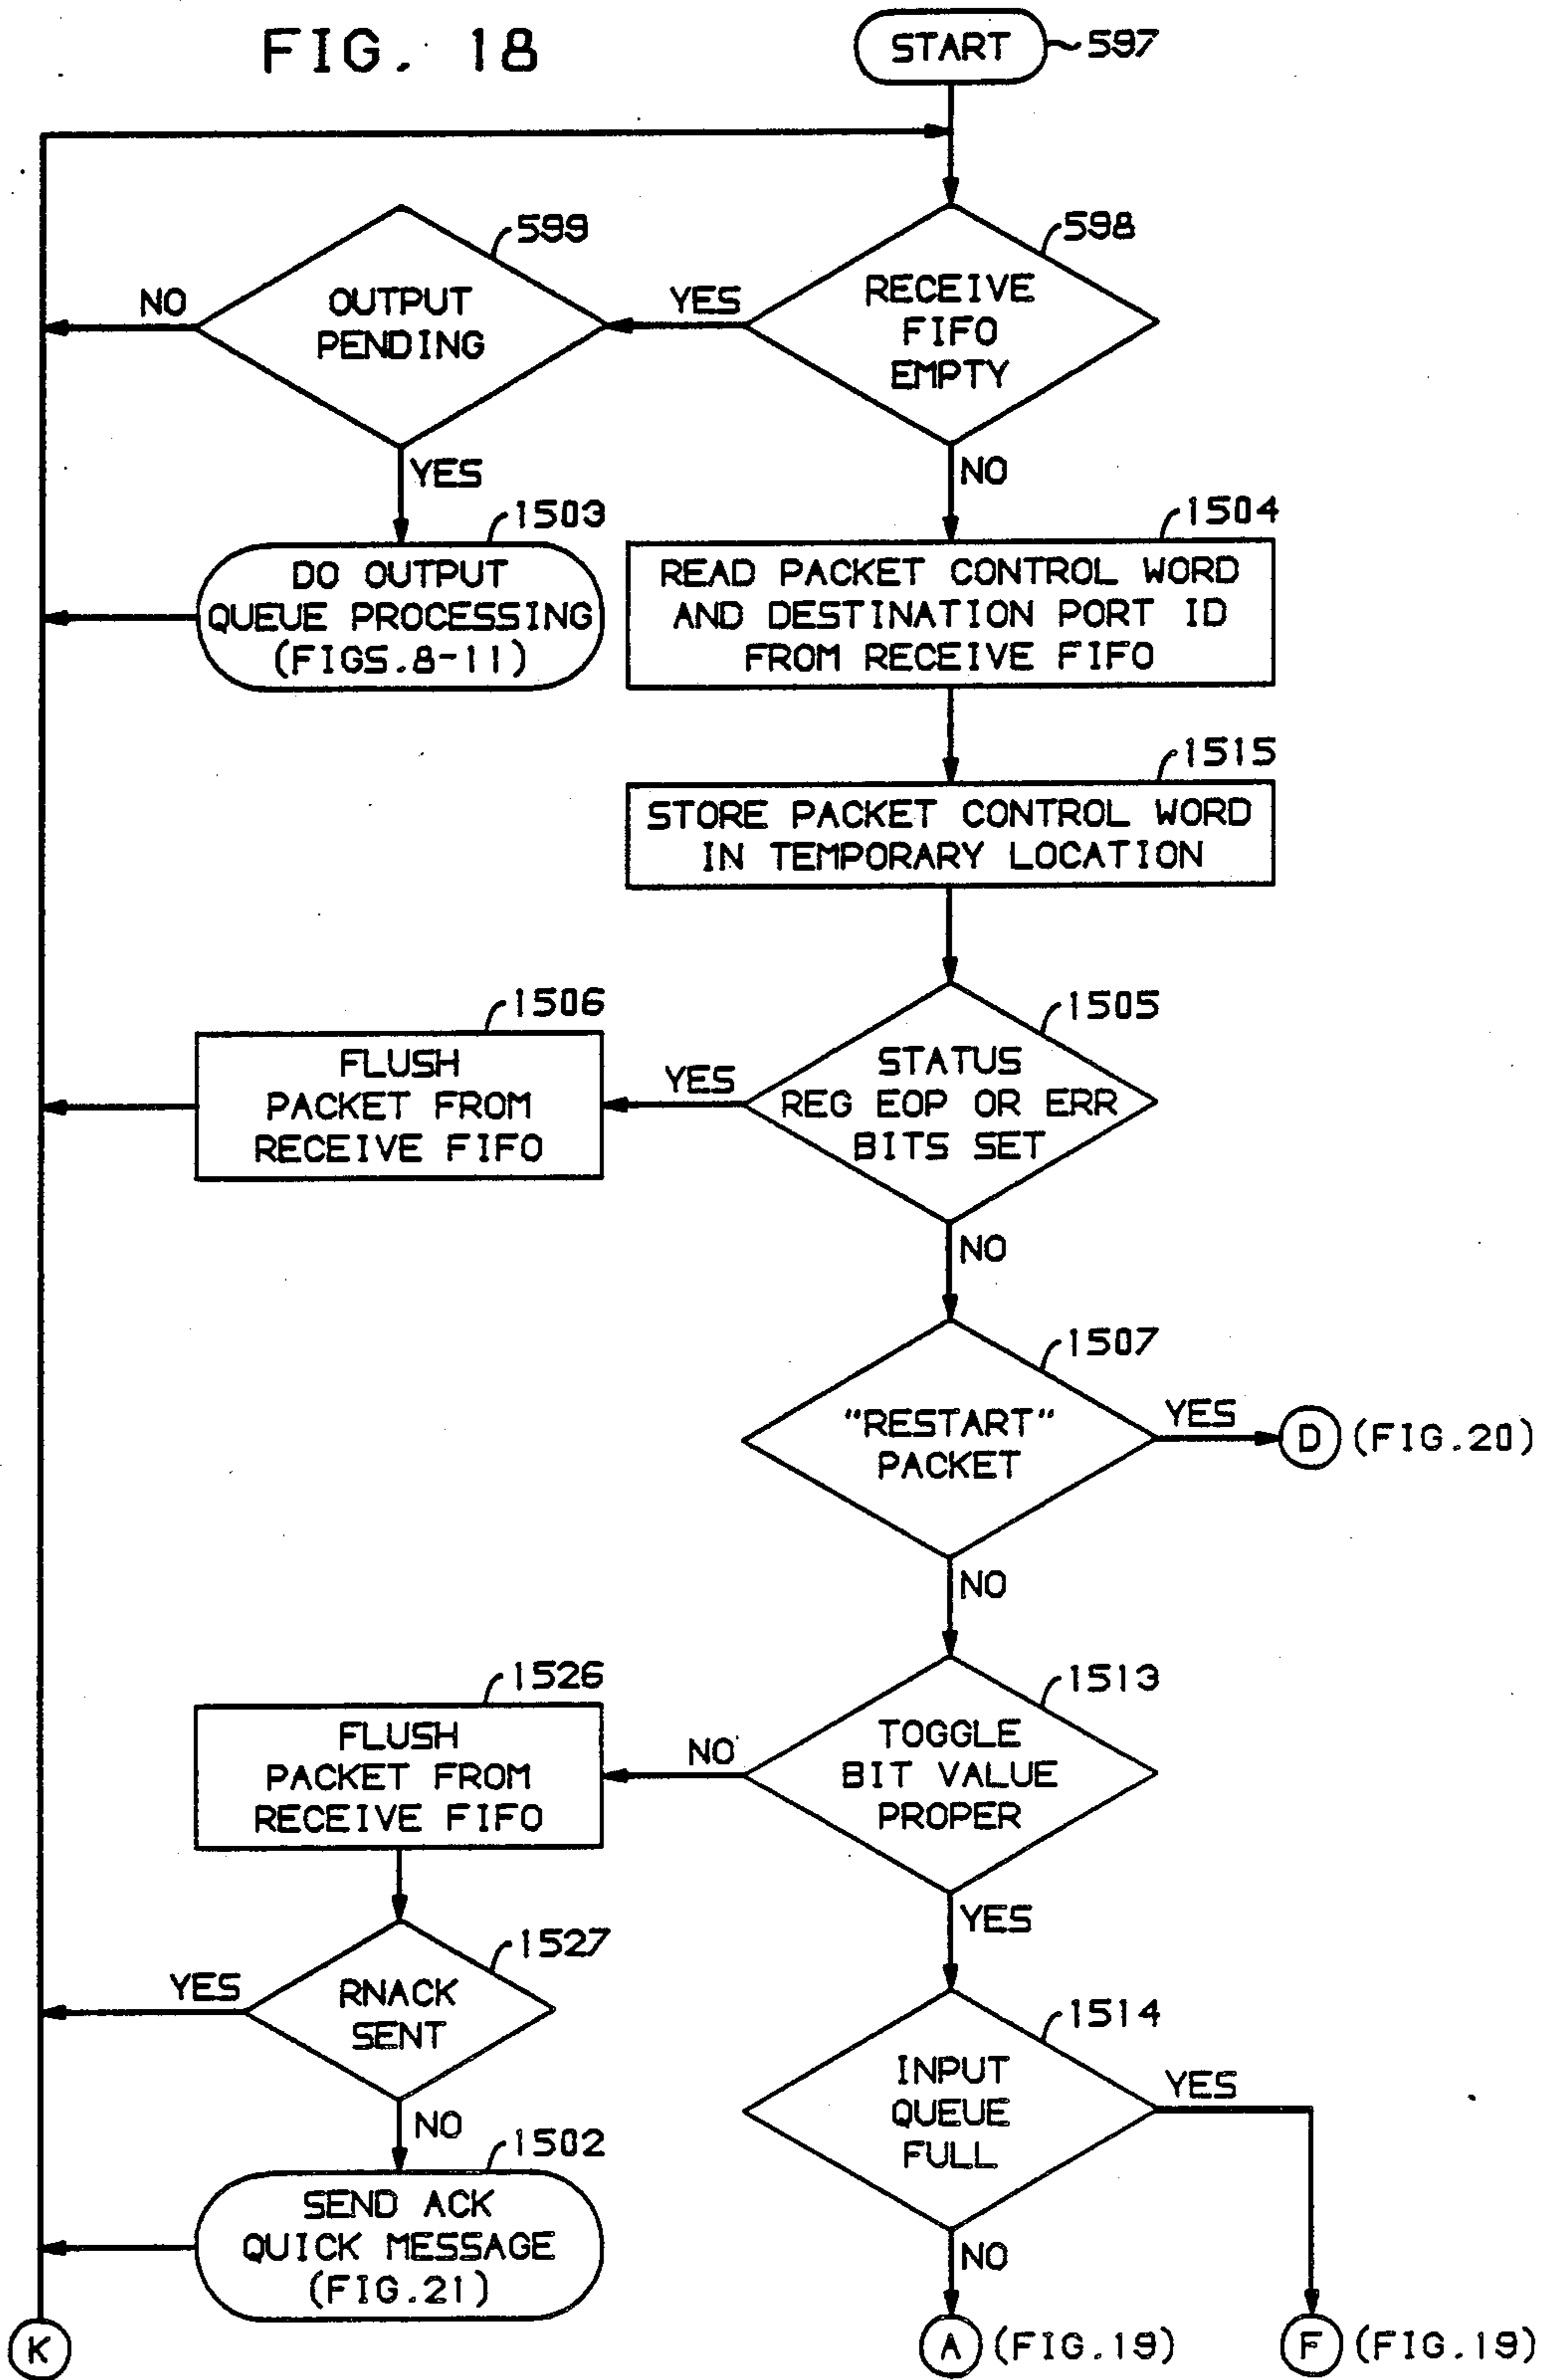 FIG. 18
START
597
599
598
NO
OUTPUT
PENDING
YES
RECEIVE
FIFO
EMPTY
YES
NO
1503
1504
DO OUTPUT
QUEUE PROCESSING
(FIGS.8-11)
READ PACKET CONTROL WORD
AND DESTINATION PORT ID
FROM RECEIVE FIFO
1515
STORE PACKET CONTROL WORD
IN TEMPORARY LOCATION
1506
1505
FLUSH
PACKET FROM
RECEIVE FIFO
YES
STATUS
REG EOP OR ERR
BITS SET
NO
1507
"RESTART"
PACKET
YES
D (FIG.20)
NO
1526
1513
FLUSH
PACKET FROM
RECEIVE FIFO
NO
TOGGLE
BIT VALUE
PROPER
YES
1527
YES
RNACK
SENT
1514
INPUT
QUEUE
FULL
YES
NO
1502
SEND ACK
QUICK MESSAGE
(FIG.21)
NO
K
A (FIG.19)
F (FIG.19)